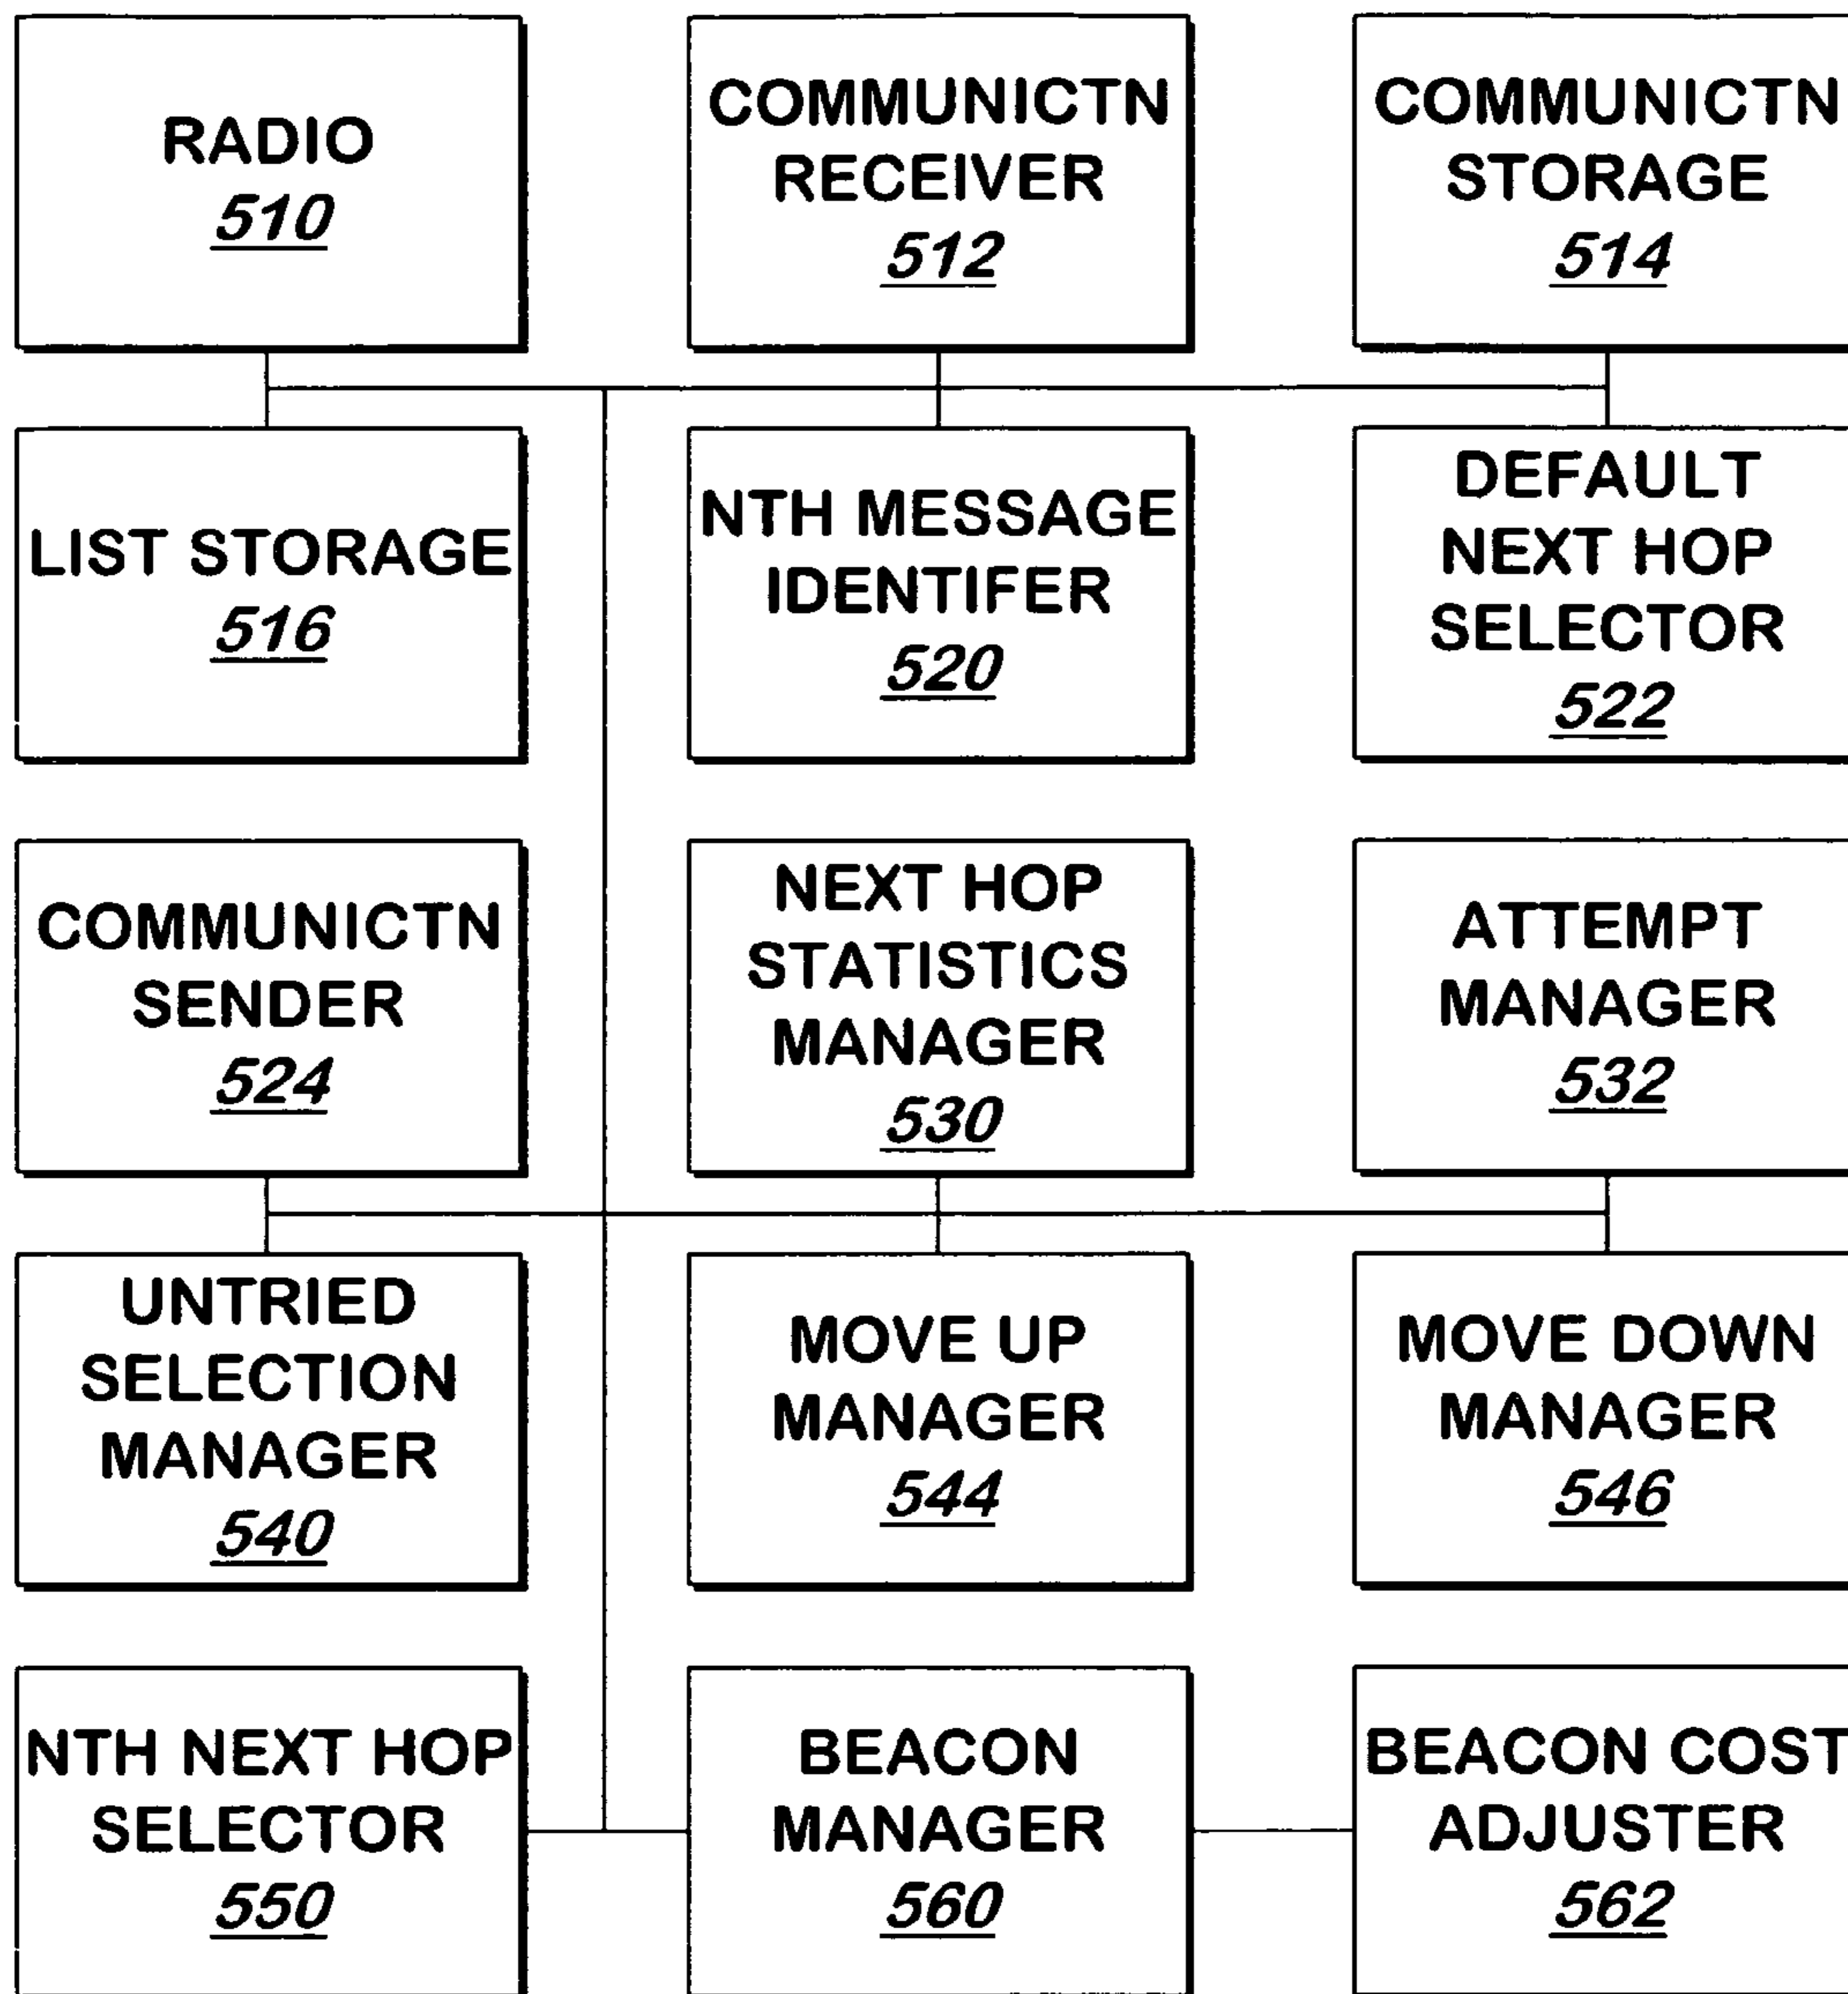 RADIO
510
COMMUNICTN
RECEIVER
512
COMMUNICTN
STORAGE
514
LIST STORAGE
516
NTH MESSAGE
IDENTIFER
520
DEFAULT
NEXT HOP
SELECTOR
522
COMMUNICTN
SENDER
524
NEXT HOP
STATISTICS
MANAGER
530
ATTEMPT
MANAGER
532
UNTRIED
SELECTION
MANAGER
540
MOVE UP
MANAGER
544
MOVE DOWN
MANAGER
546
NTH NEXT HOP
SELECTOR
550
BEACON
MANAGER
560
BEACON COST
ADJUSTER
562